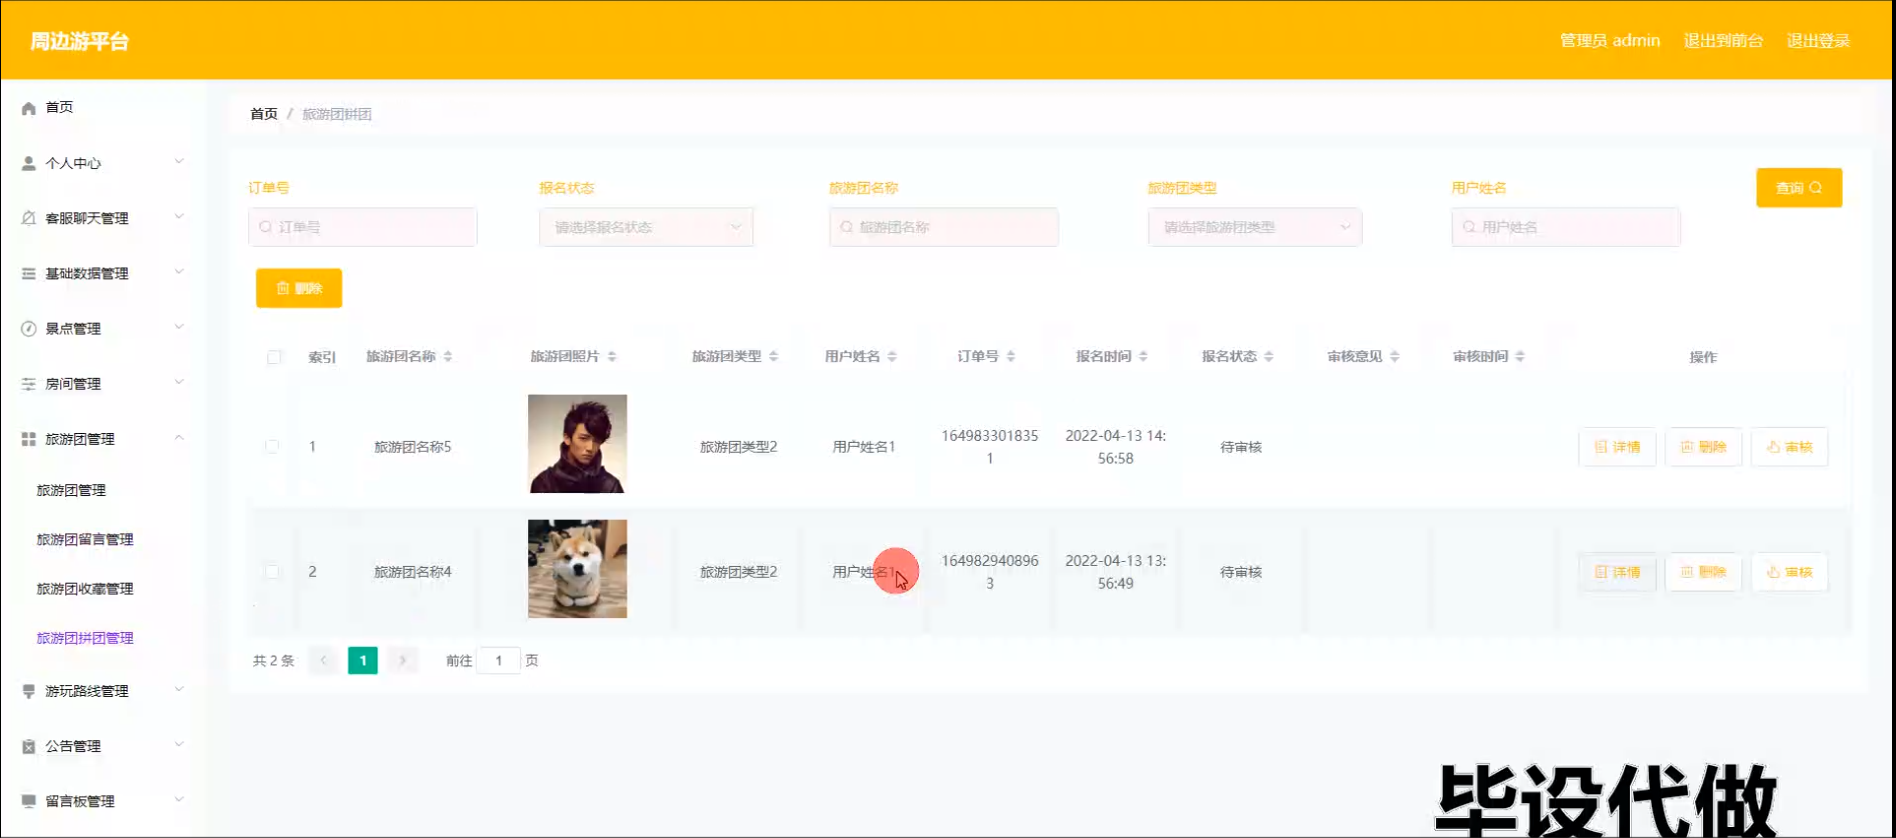 周边游平台
管理员 admin 退出到前台 退出登录
首页
个人中心
客服聊天管理
基础数据管理
景点管理
房间管理
旅游团管理
旅游团管理
旅游团留言管理
旅游团收藏管理
旅游团拼团管理
游玩路线管理
公告管理
留言板管理
首页 / 旅游团拼团
订单号 报名状态 旅游团名称 旅游团类型 用户姓名
订单号 请选择报名状态 旅游团名称 请选择旅游团类型 用户姓名 查询
删除
索引 旅游团名称 旅游团照片 旅游团类型 用户姓名 订单号 报名时间 报名状态 审核意见 审核时间 操作
1 旅游团名称5 旅游团类型2 用户姓名1 164983301835 2022-04-13 14: 待审核 详情 删除 审核
1 56:58
2 旅游团名称4 旅游团类型2 用户姓名1 164982940896 2022-04-13 13: 待审核 详情 删除 审核
3 56:49
共 2 条 1 前往 1 页
毕设代做